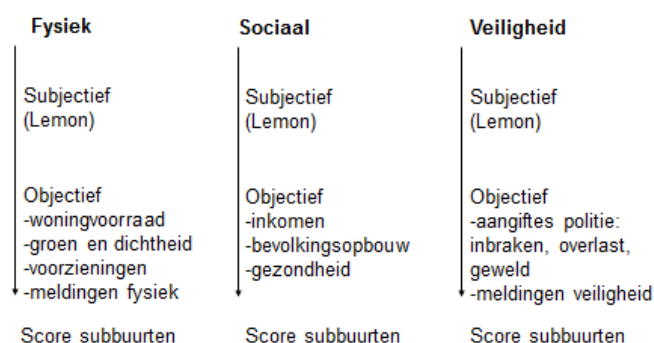 Fysiek
Subjectief
(Lemon)
Objectief
-woningvoorraad
-groen en dichtheid
-voorzieningen
-meldingen fysiek
Score subbuurten
Sociaal
Subjectief
(Lemon)
Objectief
-inkomen
-bevolkingsopbouw
-gezondheid
Score subbuurten
Veiligheid
Subjectief
(Lemon)
Objectief
-aangiftes politie:
inbraken, overlast,
geweld
-meldingen veiligheid
Score subbuurten